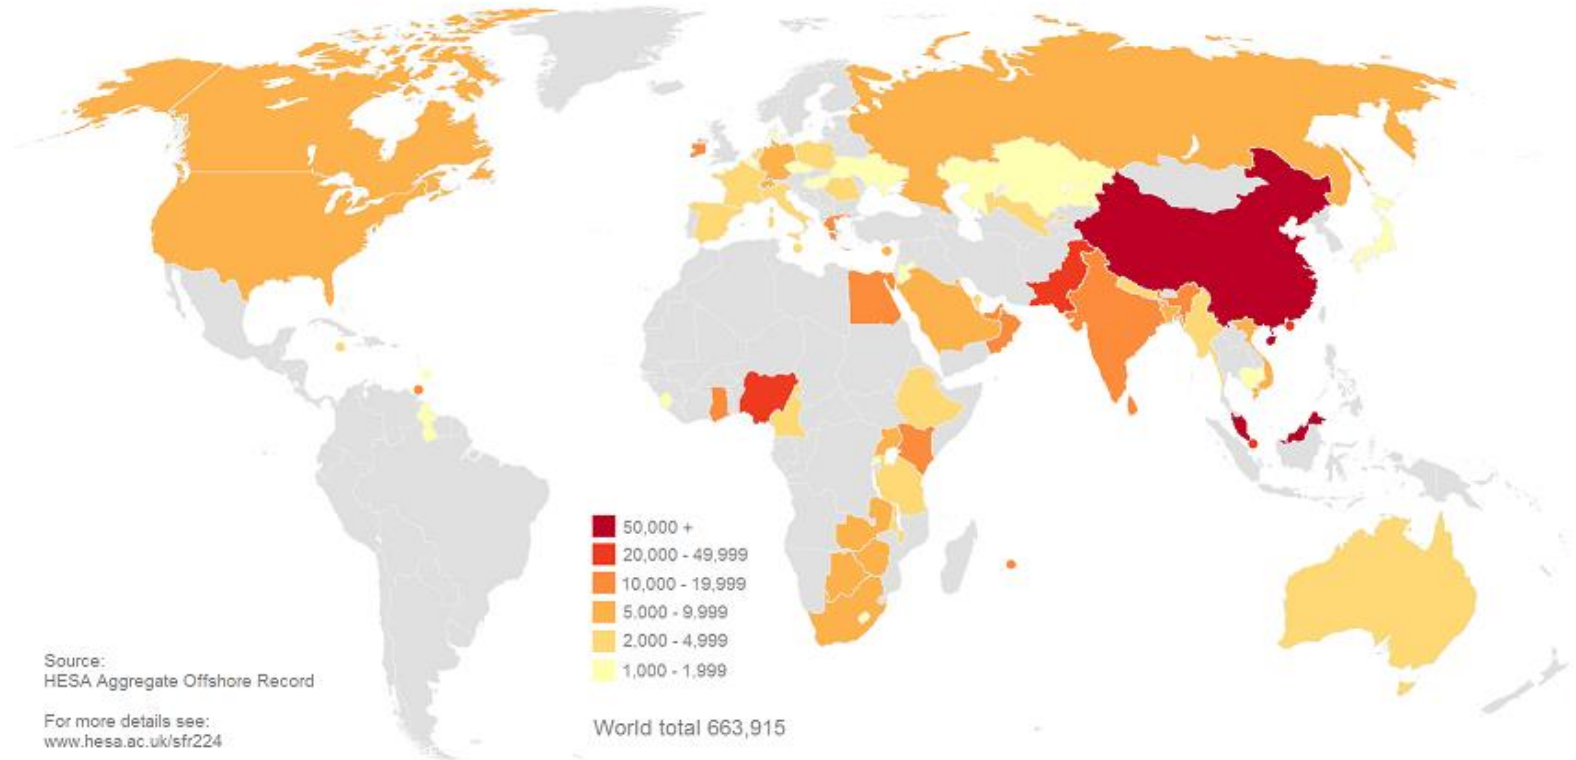 50,000 +
20,000 - 49,999
10,000 - 19,999
5,000 - 9,999
2,000 - 4,999
1,000 - 1,999
Source:
HESA Aggregate Offshore Record
For more details see:
www.hesa.ac.uk/sfr224
World total 663,915